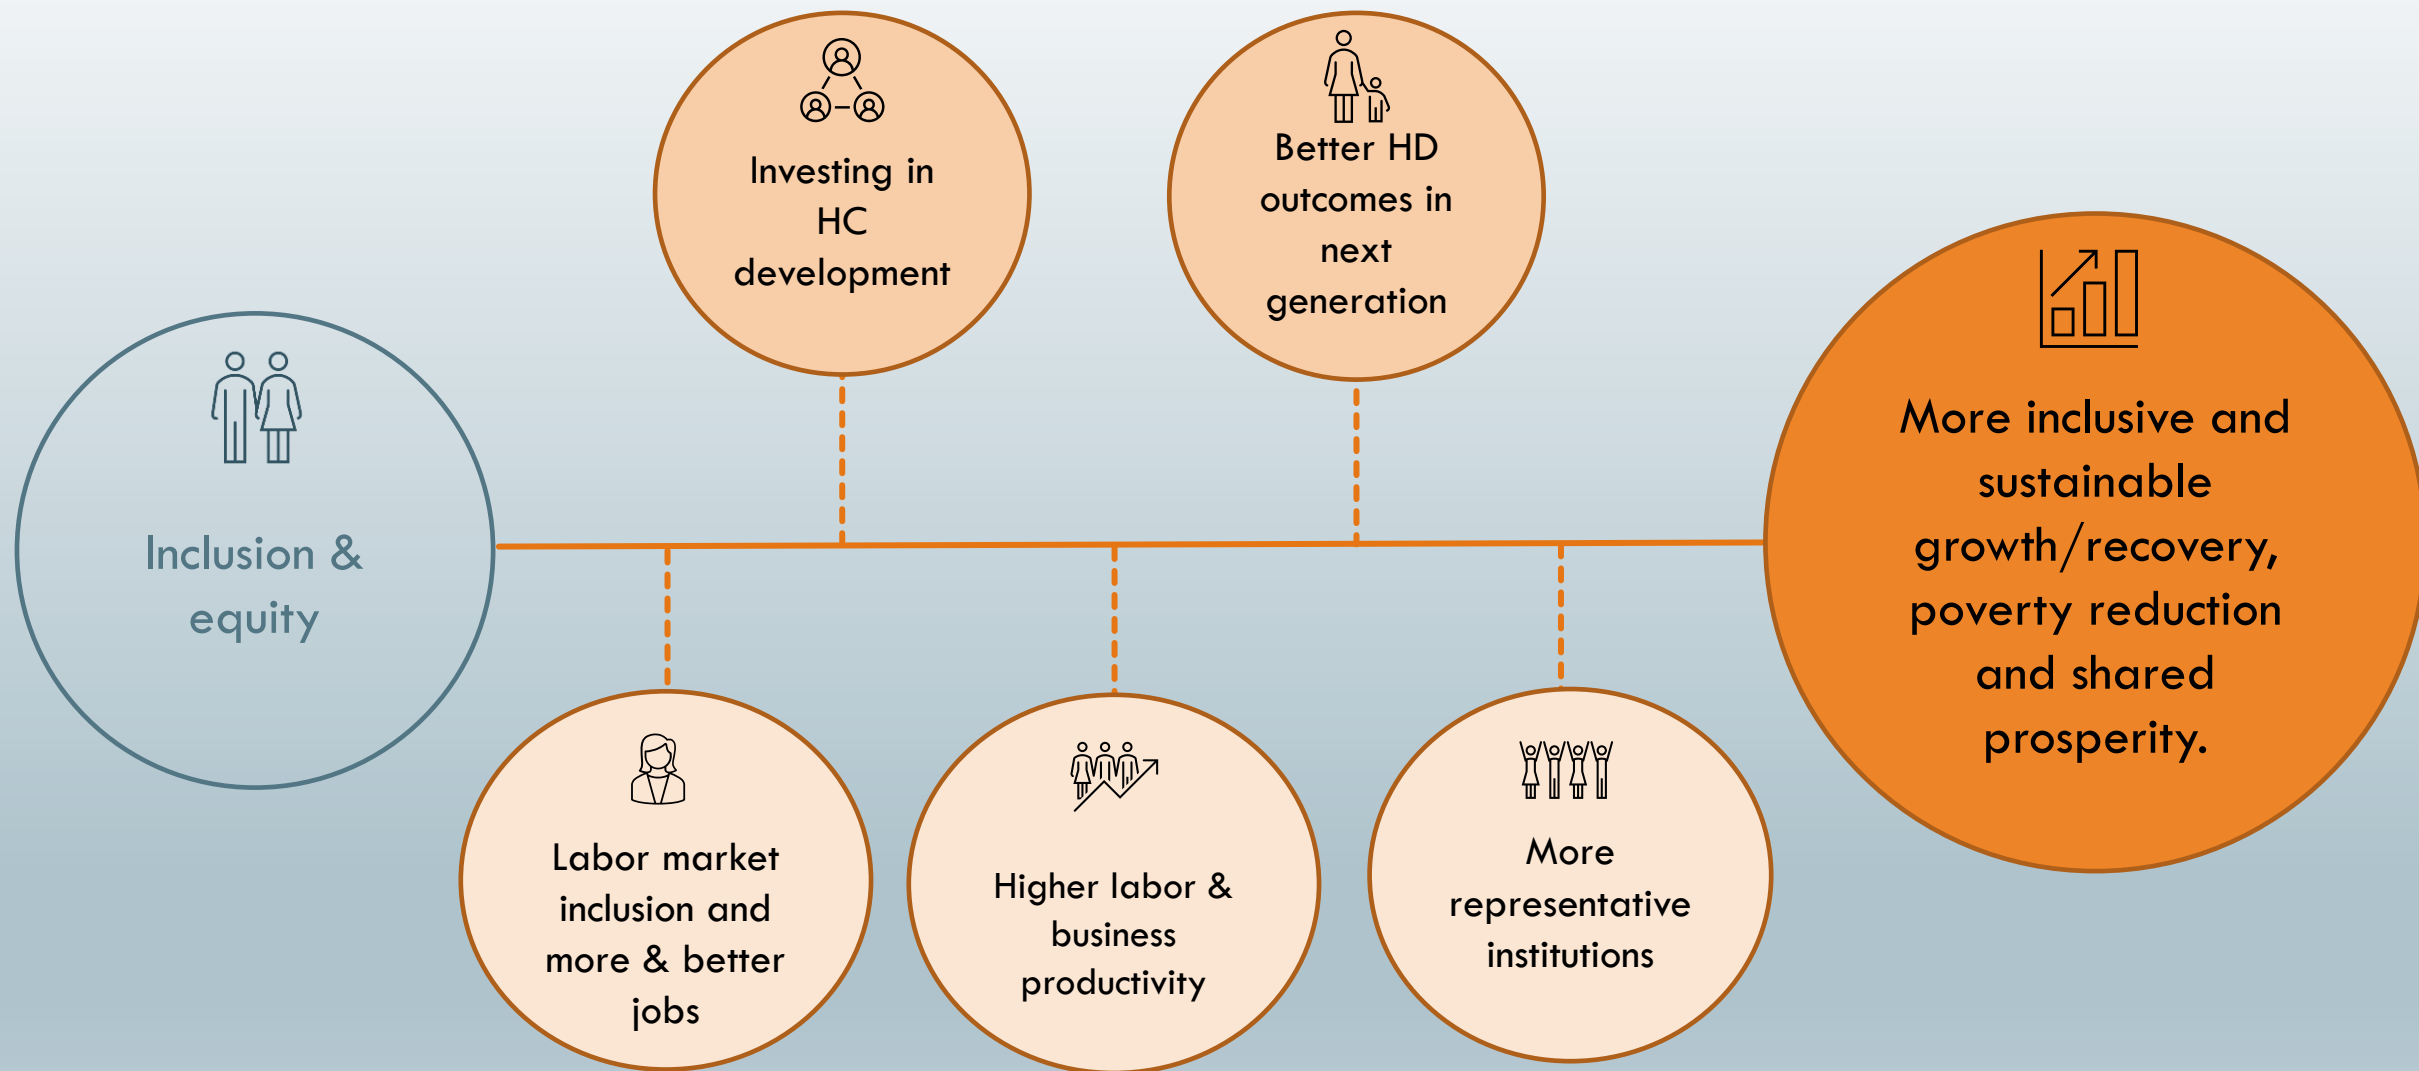 Inclusion &
equity
Investing in
HC
development
Better HD
outcomes in
next
generation
Labor market
inclusion and
more & better
jobs
Higher labor &
business
productivity
More
representative
institutions
More inclusive and
sustainable
growth/recovery,
poverty reduction
and shared
prosperity.